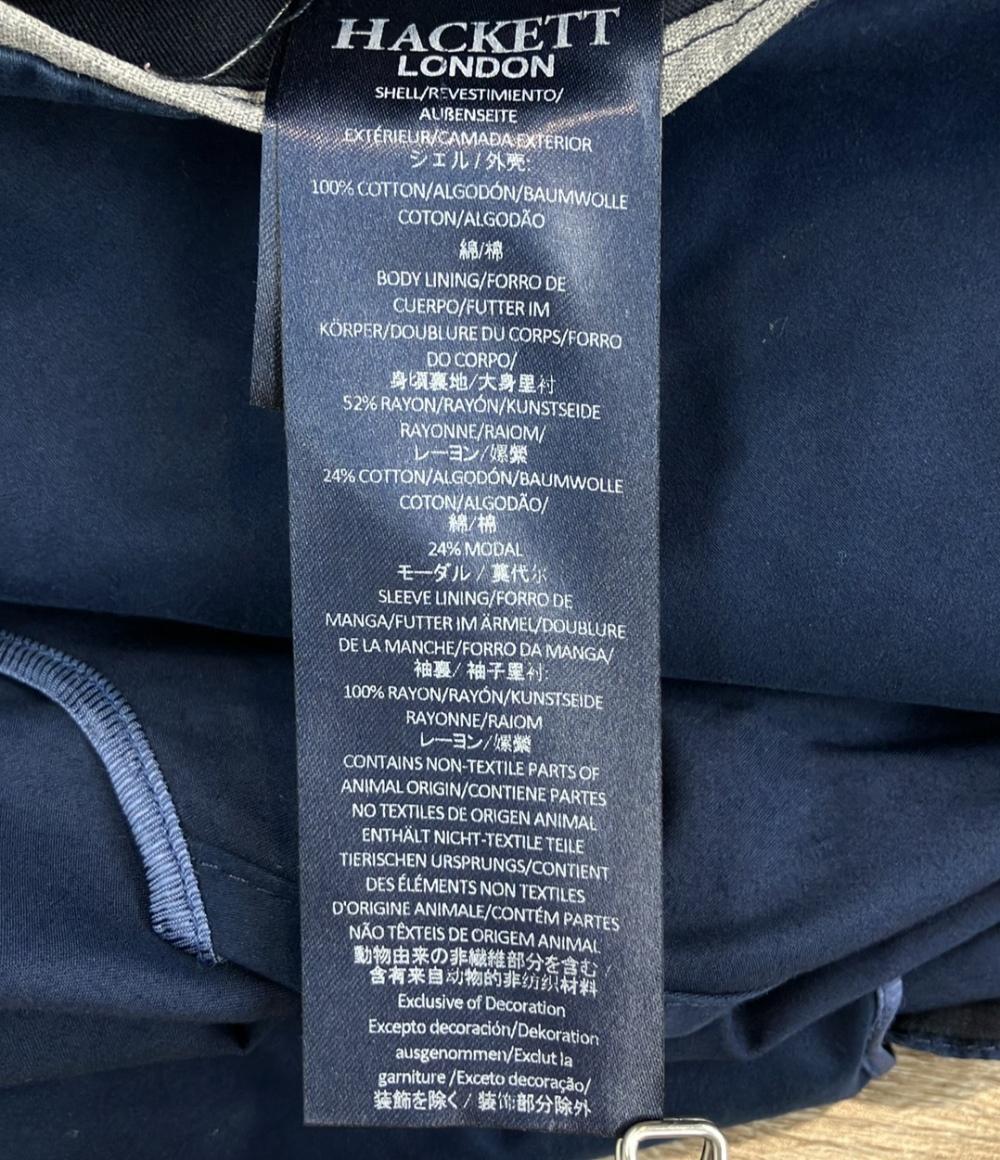 HACKETT
LONDON
SHELL/REVESTIMIENTO/
AUßENSEITE
EXTÉRIEUR/CAMADA EXTERIOR
シェル/外壳:
100% COTTON/ALGODÓN/BAUMWOLLE
COTON/ALGODÃO
綿/棉
BODY LINING/FORRO DE
CUERPO/FUTTER IM
KÖRPER/DOUBLURE DU CORPS/FORRO
DO CORPO/
身頃裏地/大身里衬
52% RAYON/RAYÓN/KUNSTSEIDE
RAYONNE/RAIOM/
レーヨン/嫘縈
24% COTTON/ALGODÓN/BAUMWOLLE
COTON/ALGODÃO/
綿/棉
24% MODAL
モーダル/莫代尔
SLEEVE LINING/FORRO DE
MANGA/FUTTER IM ÄRMEL/DOUBLURE
DE LA MANCHE/FORRO DA MANGA/
袖裏/袖子里衬:
100% RAYON/RAYÓN/KUNSTSEIDE
RAYONNE/RAIOM
レーヨン/嫘縈
CONTAINS NON-TEXTILE PARTS OF
ANIMAL ORIGIN/CONTIENE PARTES
NO TEXTILES DE ORIGEN ANIMAL
ENTHÄLT NICHT-TEXTILE TEILE
TIERISCHEN URSPRUNGS/CONTIENT
DES ÉLÉMENTS NON TEXTILES
D'ORIGINE ANIMALE/CONTÉM PARTES
NÃO TÊXTEIS DE ORIGEM ANIMAL
動物由来の非繊維部分を含む/
含有来自动物的非纺织材料
Exclusive of Decoration
Excepto decoración/Dekoration
ausgenommen/Exclut la
garniture /Exceto decoração/
装飾を除く/装饰部分除外